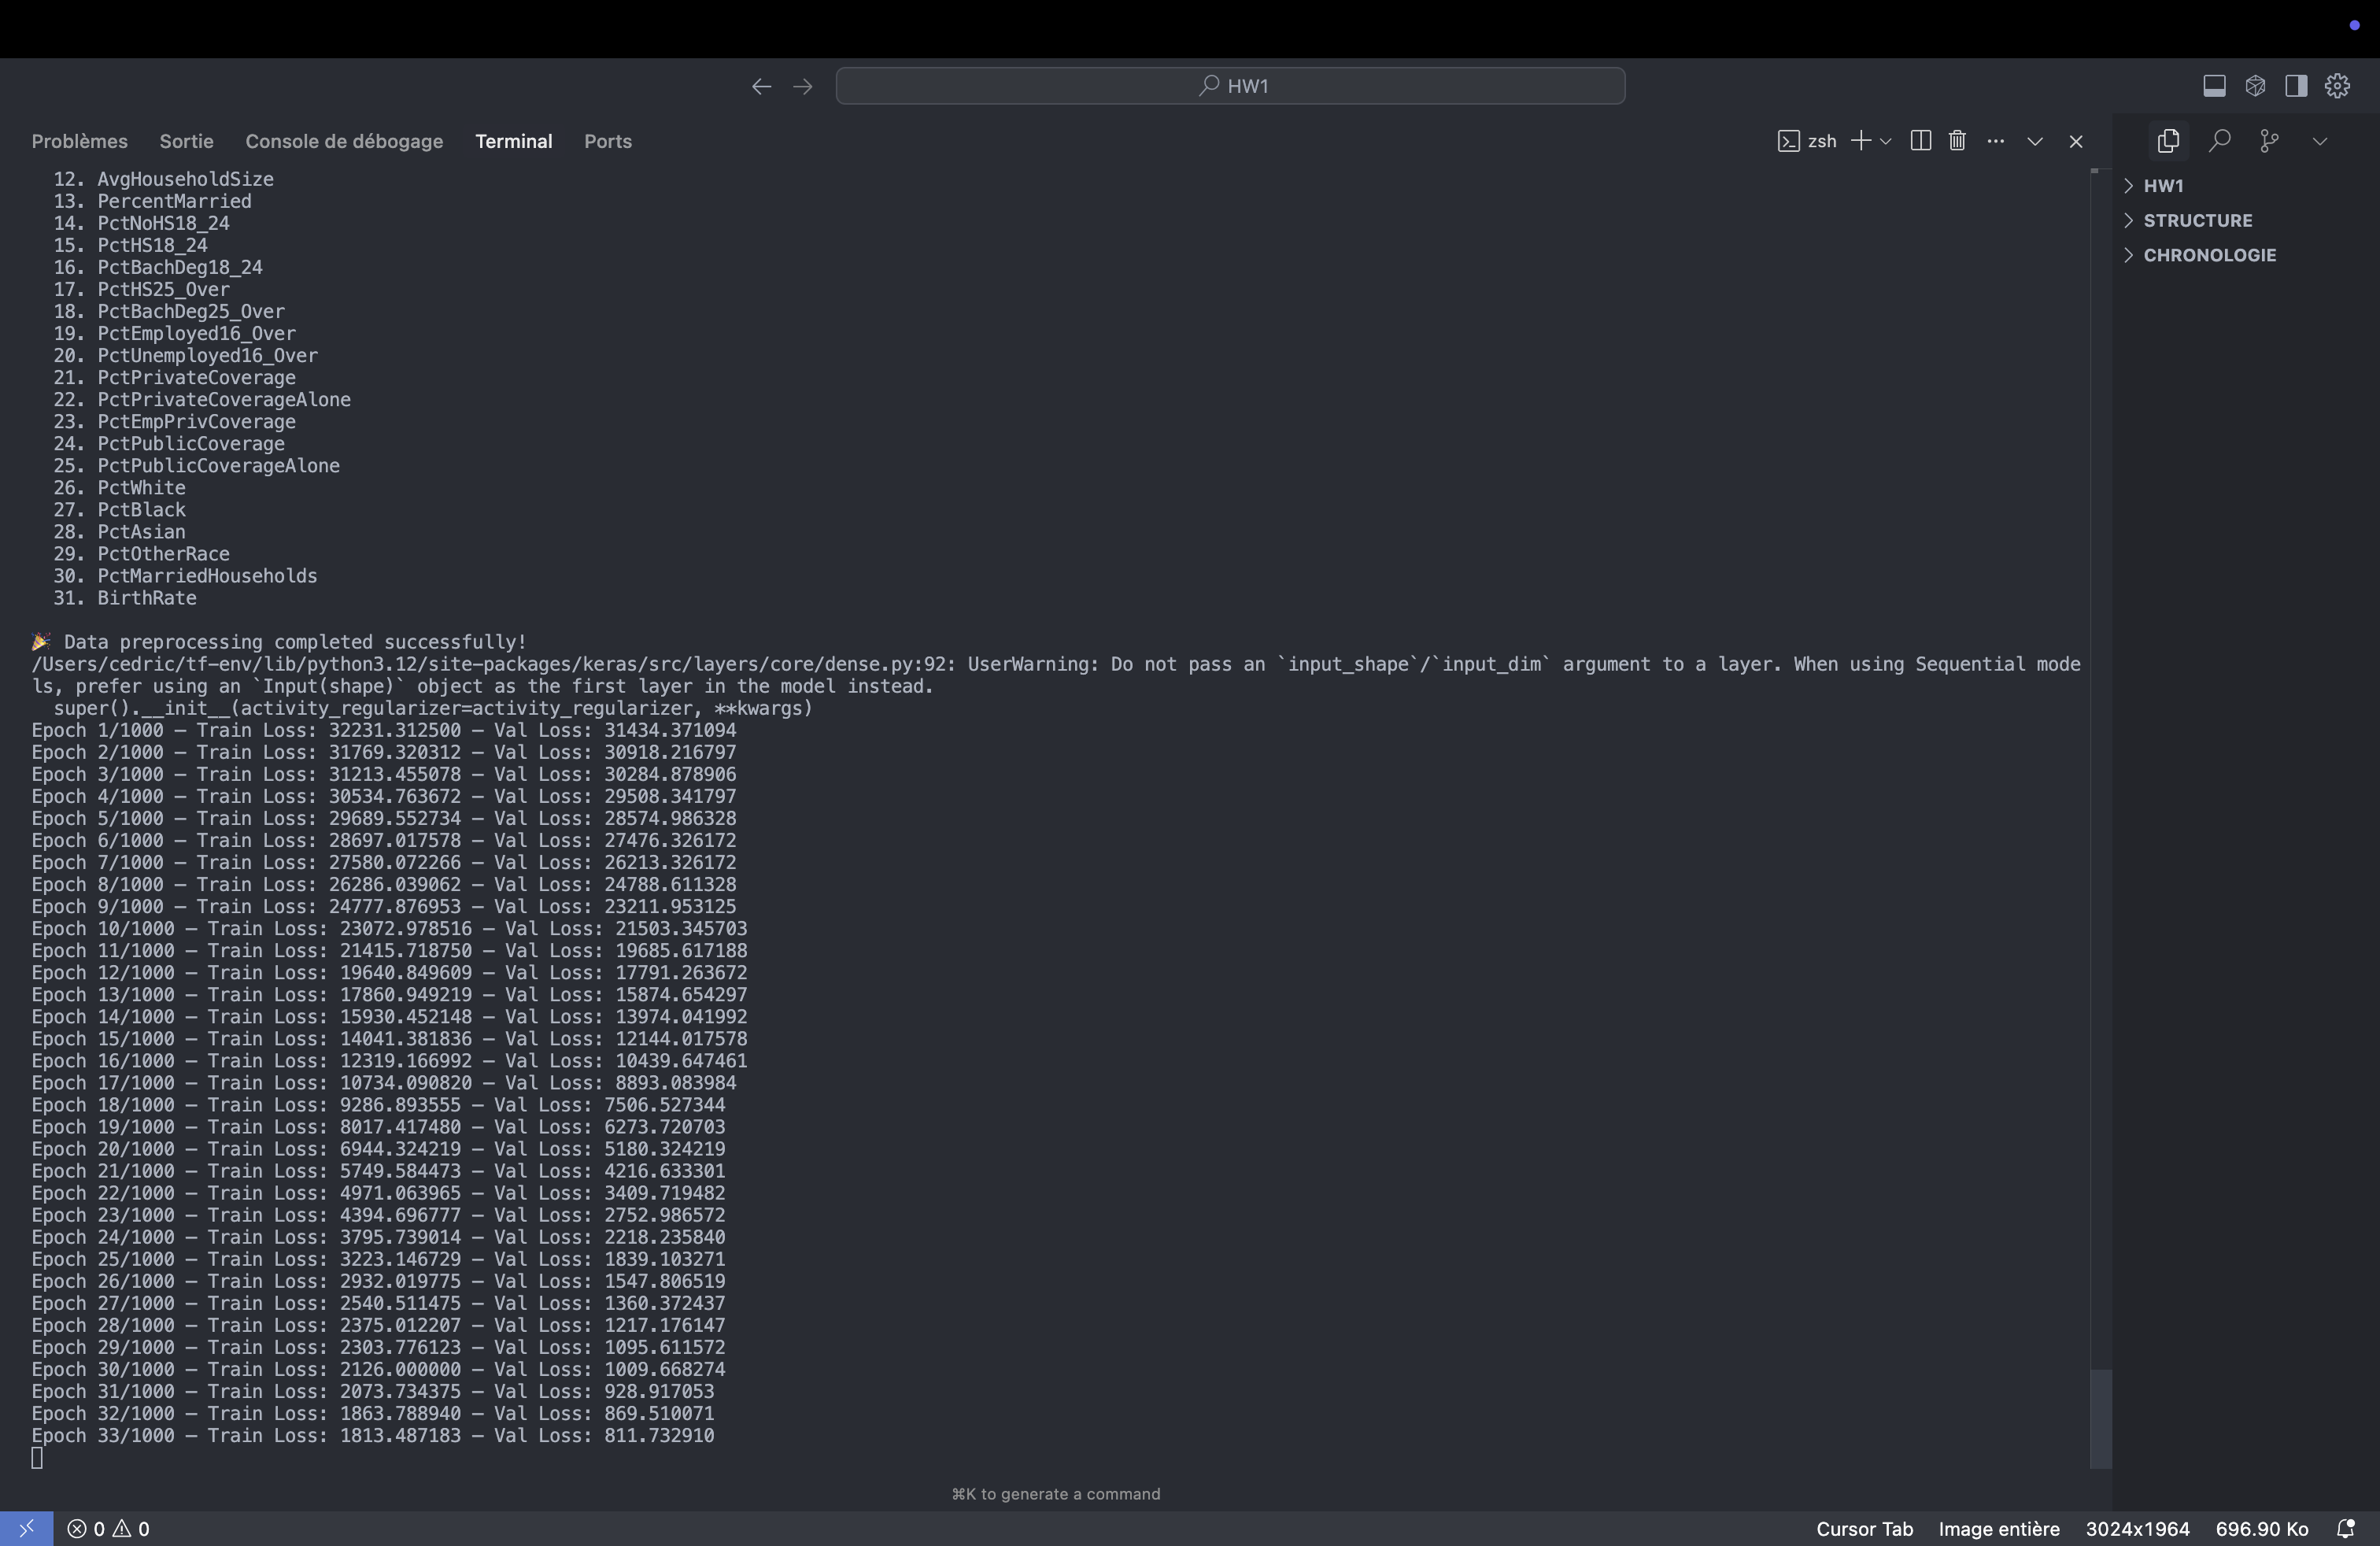 HW1
Problèmes Sortie Console de débogage Terminal Ports
zsh
12. AvgHouseholdSize
13. PercentMarried
14. PctNoHS18_24
15. PctHS18_24
16. PctBachDeg18_24
17. PctHS25_Over
18. PctBachDeg25_Over
19. PctEmployed16_Over
20. PctUnemployed16_Over
21. PctPrivateCoverage
22. PctPrivateCoverageAlone
23. PctEmpPrivCoverage
24. PctPublicCoverage
25. PctPublicCoverageAlone
26. PctWhite
27. PctBlack
28. PctAsian
29. PctOtherRace
30. PctMarriedHouseholds
31. BirthRate
🎉 Data preprocessing completed successfully!
/Users/cedric/tf-env/lib/python3.12/site-packages/keras/src/layers/core/dense.py:92: UserWarning: Do not pass an `input_shape`/`input_dim` argument to a layer. When using Sequential mode
ls, prefer using an `Input(shape)` object as the first layer in the model instead.
super().__init__(activity_regularizer=activity_regularizer, **kwargs)
Epoch 1/1000 — Train Loss: 32231.312500 — Val Loss: 31434.371094
Epoch 2/1000 — Train Loss: 31769.320312 — Val Loss: 30918.216797
Epoch 3/1000 — Train Loss: 31213.455078 — Val Loss: 30284.878906
Epoch 4/1000 — Train Loss: 30534.763672 — Val Loss: 29508.341797
Epoch 5/1000 — Train Loss: 29689.552734 — Val Loss: 28574.986328
Epoch 6/1000 — Train Loss: 28697.017578 — Val Loss: 27476.326172
Epoch 7/1000 — Train Loss: 27580.072266 — Val Loss: 26213.326172
Epoch 8/1000 — Train Loss: 26286.039062 — Val Loss: 24788.611328
Epoch 9/1000 — Train Loss: 24777.876953 — Val Loss: 23211.953125
Epoch 10/1000 — Train Loss: 23072.978516 — Val Loss: 21503.345703
Epoch 11/1000 — Train Loss: 21415.718750 — Val Loss: 19685.617188
Epoch 12/1000 — Train Loss: 19640.849609 — Val Loss: 17791.263672
Epoch 13/1000 — Train Loss: 17860.949219 — Val Loss: 15874.654297
Epoch 14/1000 — Train Loss: 15930.452148 — Val Loss: 13974.041992
Epoch 15/1000 — Train Loss: 14041.381836 — Val Loss: 12144.017578
Epoch 16/1000 — Train Loss: 12319.166992 — Val Loss: 10439.647461
Epoch 17/1000 — Train Loss: 10734.090820 — Val Loss: 8893.083984
Epoch 18/1000 — Train Loss: 9286.893555 — Val Loss: 7506.527344
Epoch 19/1000 — Train Loss: 8017.417480 — Val Loss: 6273.720703
Epoch 20/1000 — Train Loss: 6944.324219 — Val Loss: 5180.324219
Epoch 21/1000 — Train Loss: 5749.584473 — Val Loss: 4216.633301
Epoch 22/1000 — Train Loss: 4971.063965 — Val Loss: 3409.719482
Epoch 23/1000 — Train Loss: 4394.696777 — Val Loss: 2752.986572
Epoch 24/1000 — Train Loss: 3795.739014 — Val Loss: 2218.235840
Epoch 25/1000 — Train Loss: 3223.146729 — Val Loss: 1839.103271
Epoch 26/1000 — Train Loss: 2932.019775 — Val Loss: 1547.806519
Epoch 27/1000 — Train Loss: 2540.511475 — Val Loss: 1360.372437
Epoch 28/1000 — Train Loss: 2375.012207 — Val Loss: 1217.176147
Epoch 29/1000 — Train Loss: 2303.776123 — Val Loss: 1095.611572
Epoch 30/1000 — Train Loss: 2126.000000 — Val Loss: 1009.668274
Epoch 31/1000 — Train Loss: 2073.734375 — Val Loss: 928.917053
Epoch 32/1000 — Train Loss: 1863.788940 — Val Loss: 869.510071
Epoch 33/1000 — Train Loss: 1813.487183 — Val Loss: 811.732910
⌘K to generate a command
HW1
STRUCTURE
CHRONOLOGIE
0 0 Cursor Tab Image entière 3024x1964 696.90 Ko